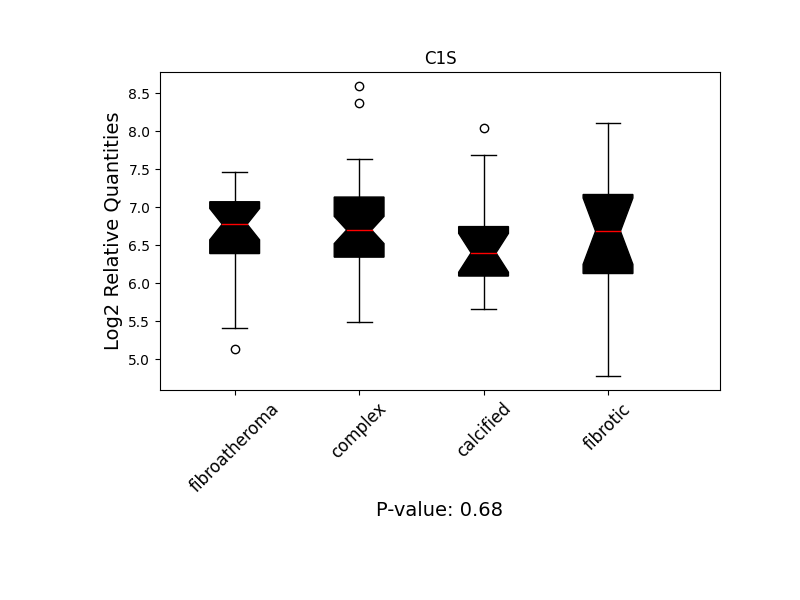 C1S
Log2 Relative Quantities
8.5
8.0
7.5
7.0
6.5
6.0
5.5
5.0
fibroatheroma
complex
calcified
fibrotic
P-value: 0.68